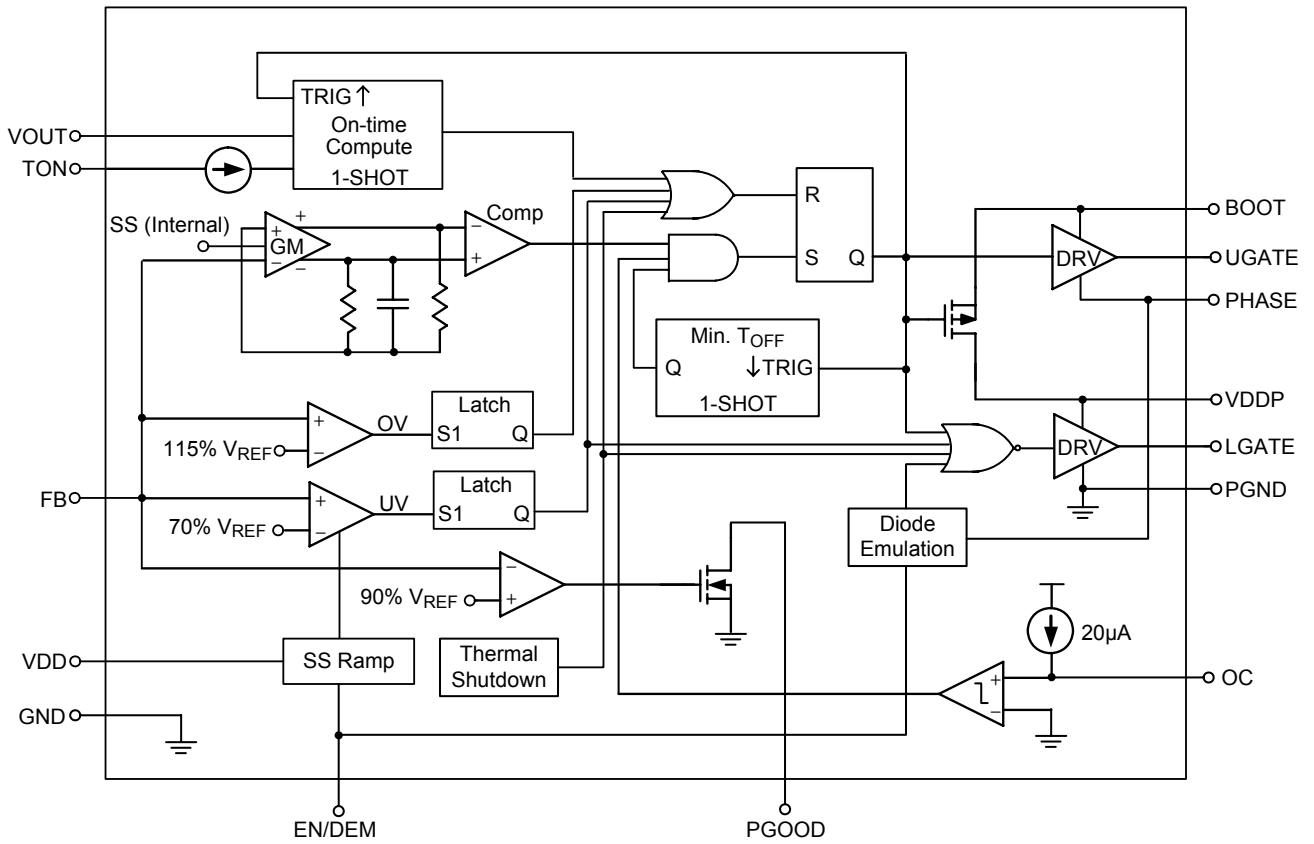 TRIG ↑
On-time
Compute
1-SHOT
VOUT
TON
SS (Internal)
+
−
GM
+
−
Comp
−
+
R
S
Q
BOOT
DRV
UGATE
PHASE
Min. TOFF
Q
↓TRIG
1-SHOT
VDDP
DRV
LGATE
PGND
+
−
OV
115% VREF
Latch
S1
Q
FB
+
−
UV
70% VREF
Latch
S1
Q
Diode
Emulation
−
+
90% VREF
20µA
VDD
SS Ramp
Thermal
Shutdown
+
−
OC
GND
EN/DEM
PGOOD